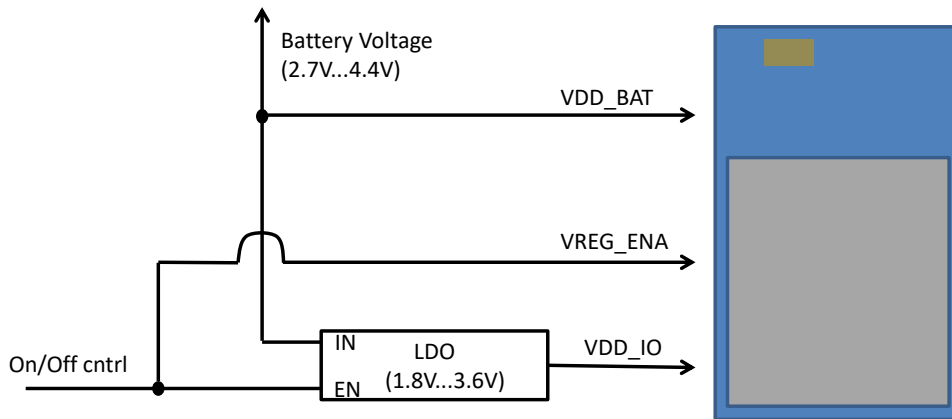 Battery Voltage
(2.7V...4.4V)
VDD_BAT
VREG_ENA
IN
LDO
VDD_IO
On/Off cntrl
EN
(1.8V...3.6V)